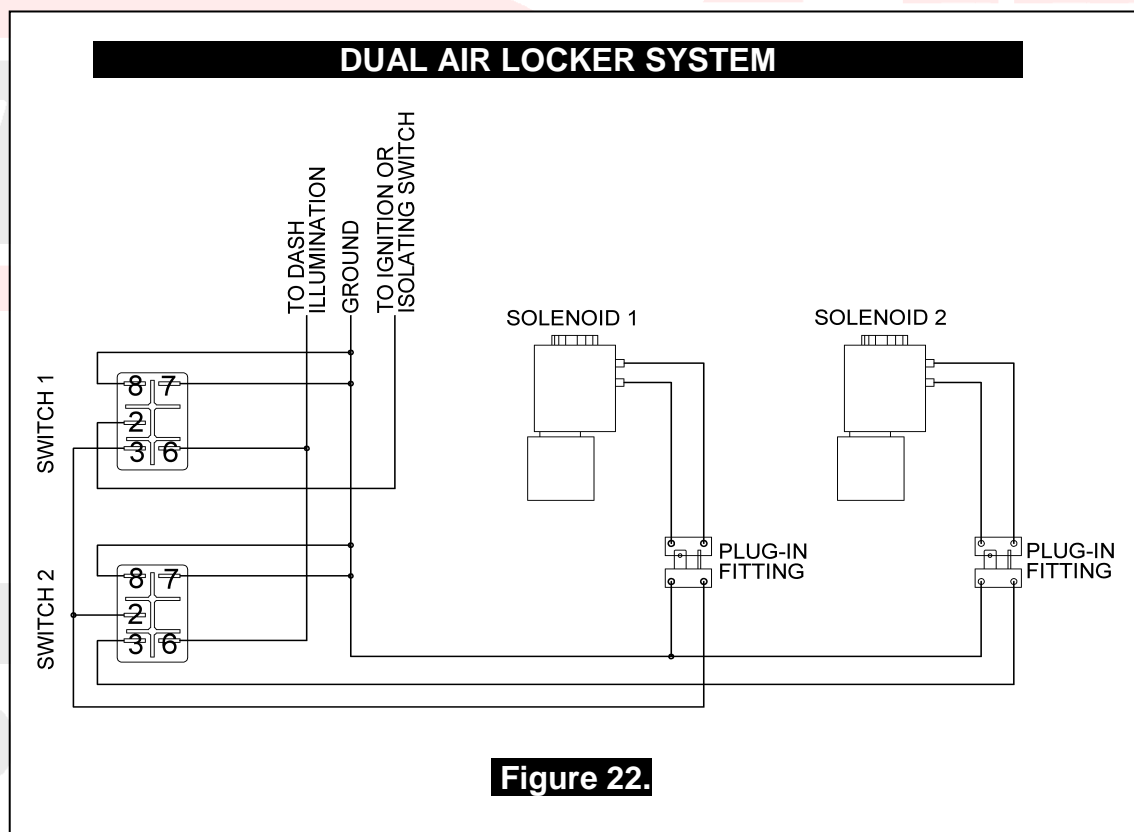 DUAL AIR LOCKER SYSTEM
TO DASH
ILLUMINATION
GROUND
TO IGNITION OR
ISOLATING SWITCH
SOLENOID 1
SOLENOID 2
SWITCH 1
8 7
2
3 6
PLUG-IN
FITTING
PLUG-IN
FITTING
SWITCH 2
8 7
2
3 6
Figure 22.